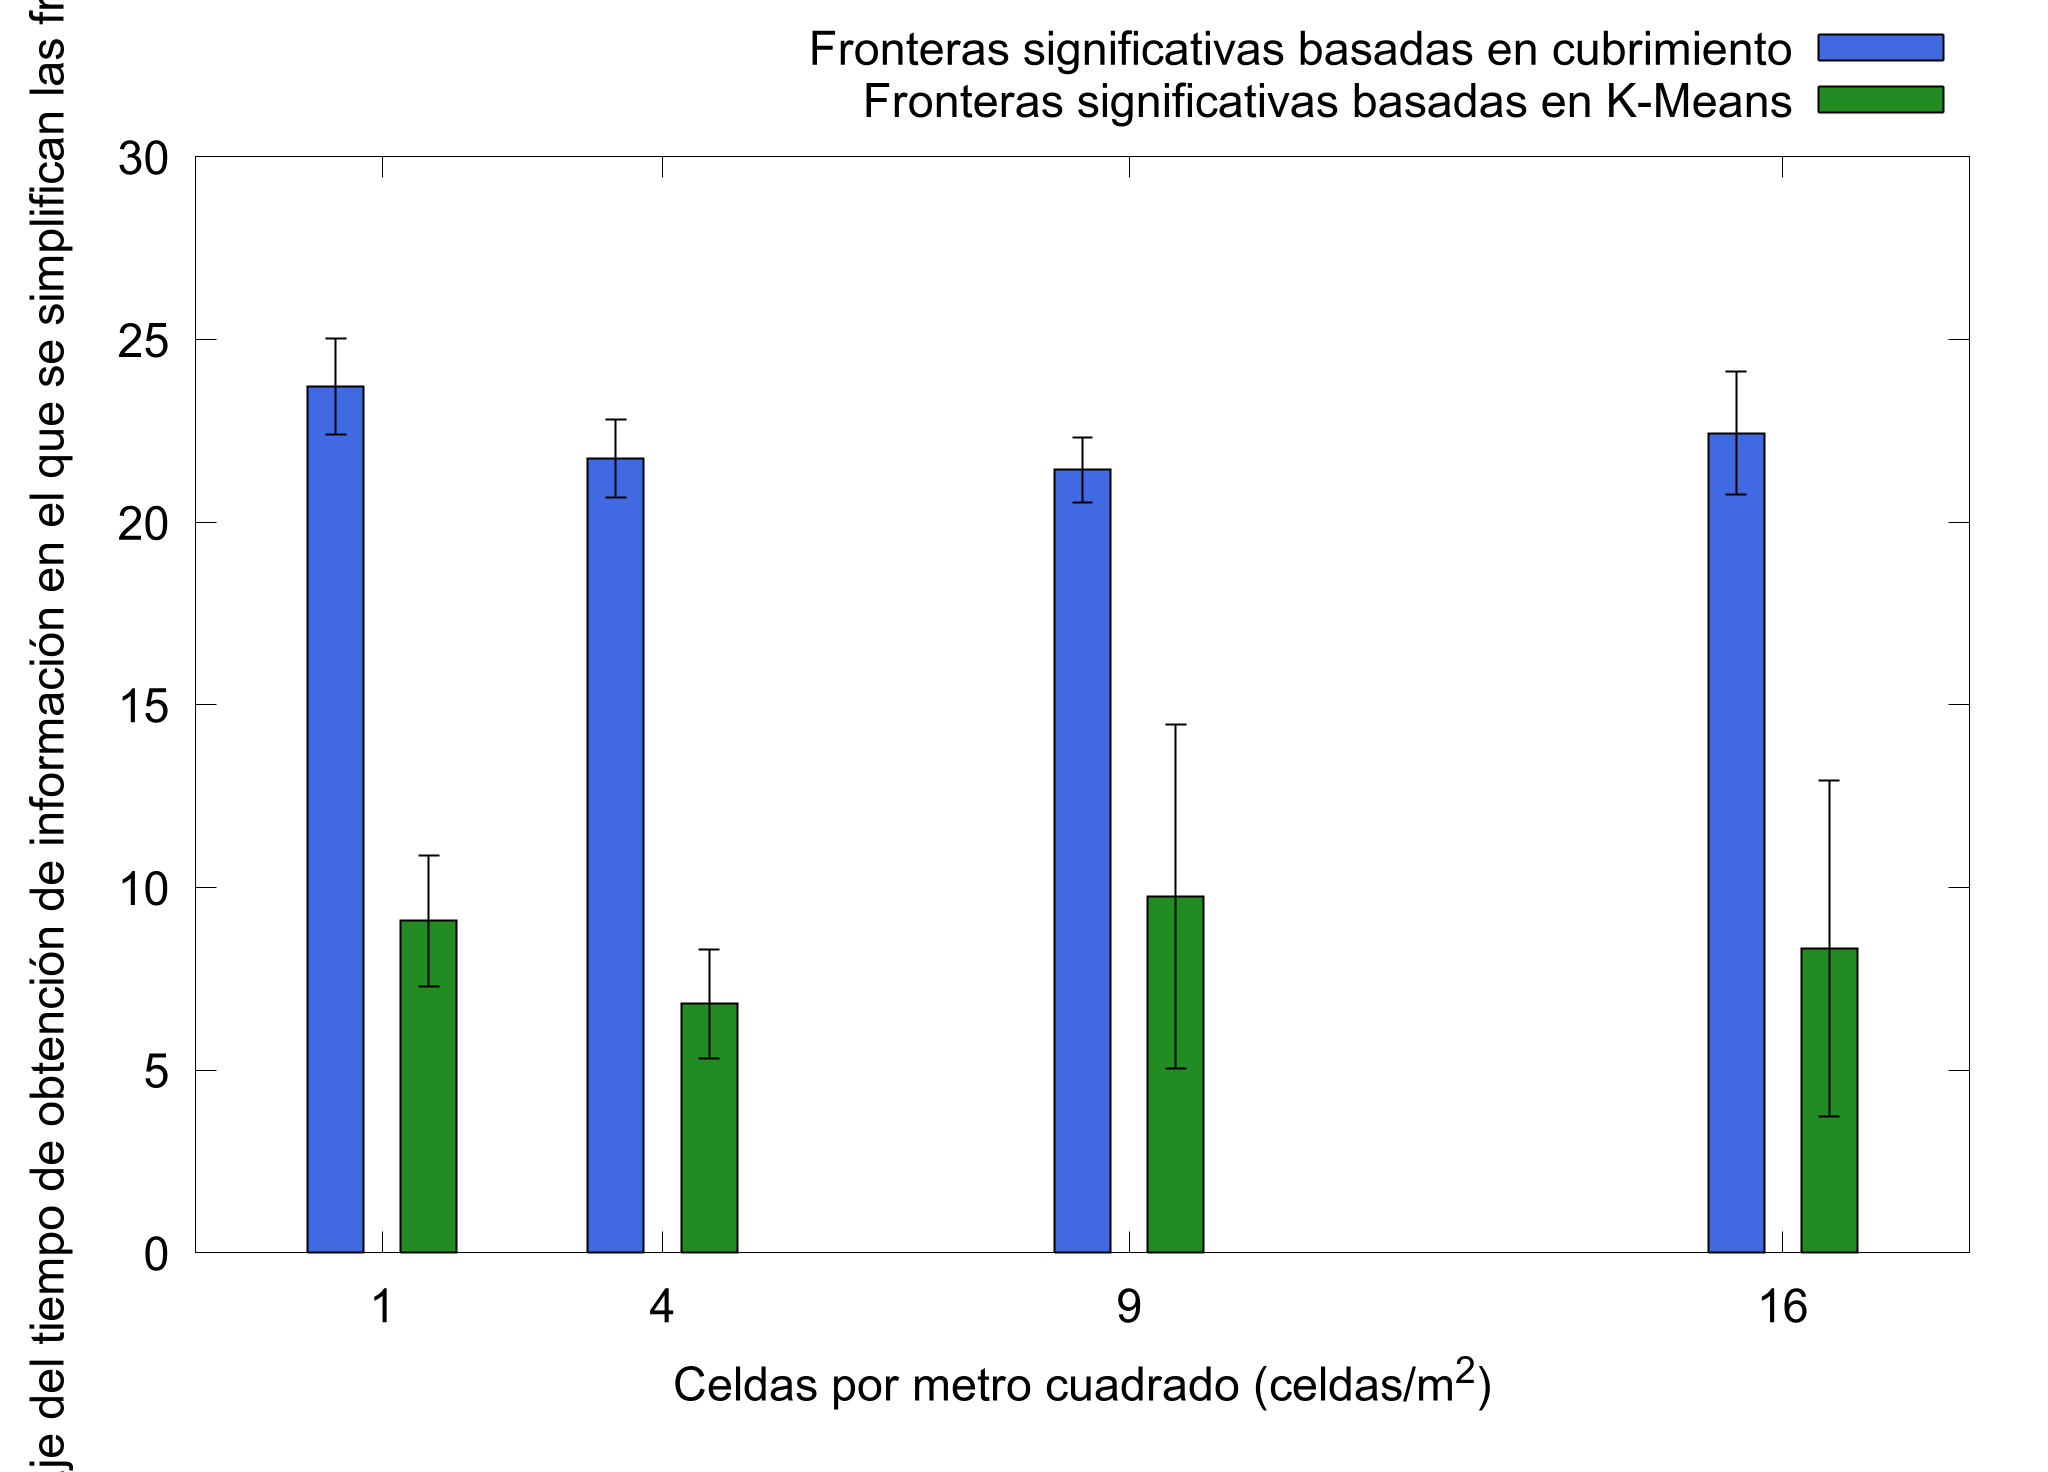 Fronteras significativas basadas en cubrimiento
Fronteras significativas basadas en K-Means
del tiempo de obtención de información en el que se simplifican las
30
25
20
15
10
5
0
1 4 9 16
Celdas por metro cuadrado (celdas/m²)